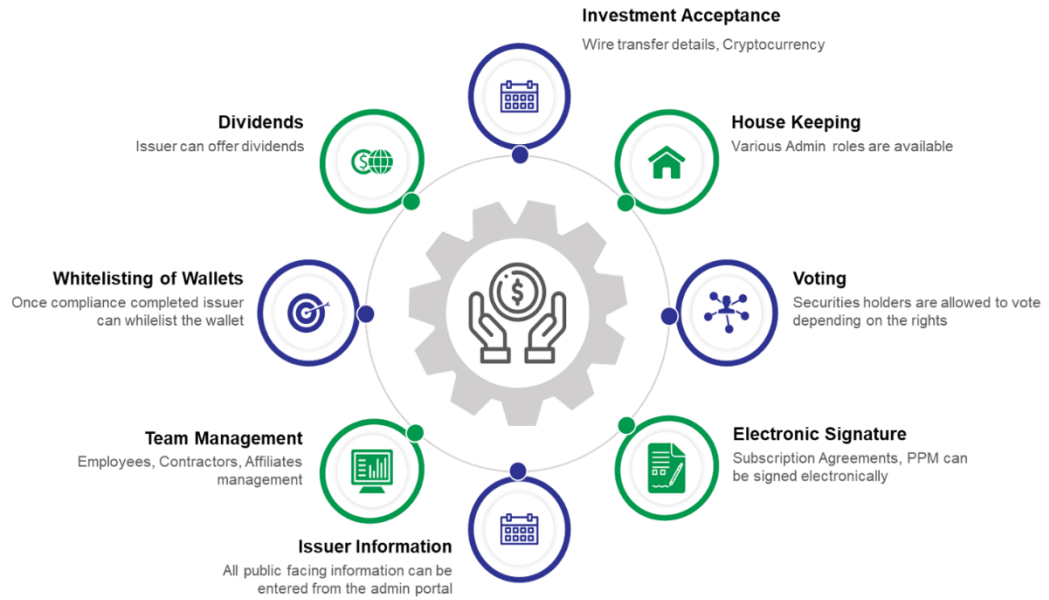 Investment Acceptance
Wire transfer details, Cryptocurrency
Dividends
Issuer can offer dividends
House Keeping
Various Admin roles are available
Whitelisting of Wallets
Once compliance completed issuer
can whilelist the wallet
Voting
Securities holders are allowed to vote
depending on the rights
Team Management
Employees, Contractors, Affiliates
management
Electronic Signature
Subscription Agreements, PPM can
be signed electronically
Issuer Information
All public facing information can be
entered from the admin portal